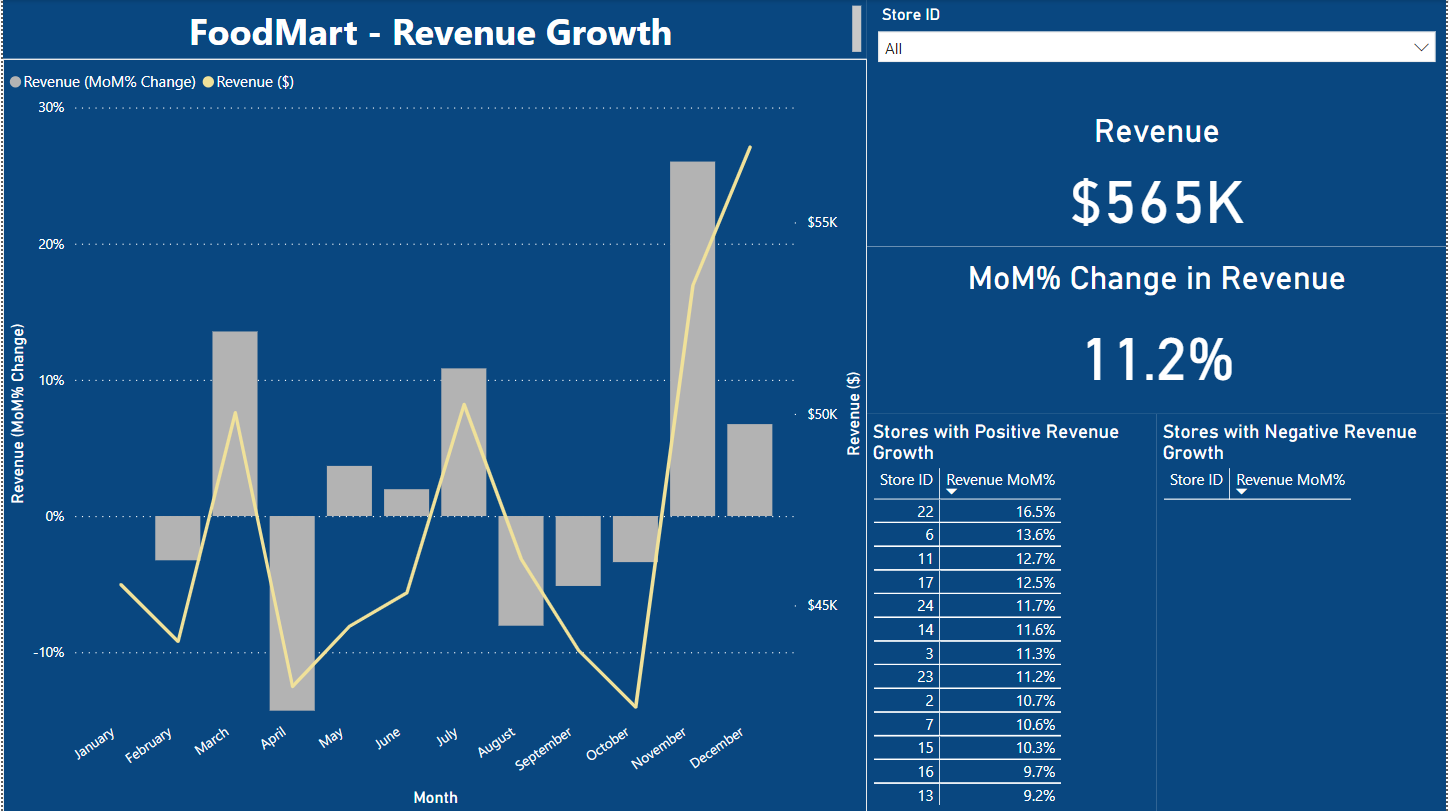 FoodMart - Revenue Growth
Revenue (MoM% Change) Revenue ($)
30%
20%
10%
0%
-10%
Revenue (MoM% Change)
$55K
$50K
$45K
Revenue ($)
January February March April May June July August September October November December
Month
Store ID
All
Revenue
$565K
MoM% Change in Revenue
11.2%
Stores with Positive Revenue
Growth
Store ID Revenue MoM%
22 16.5%
6 13.6%
11 12.7%
17 12.5%
24 11.7%
14 11.6%
3 11.3%
23 11.2%
2 10.7%
7 10.6%
15 10.3%
16 9.7%
13 9.2%
Stores with Negative Revenue
Growth
Store ID Revenue MoM%